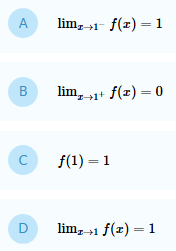 A lim_{x→1⁻} f(x) = 1
B lim_{x→1⁺} f(x) = 0
C f(1) = 1
D lim_{x→1} f(x) = 1